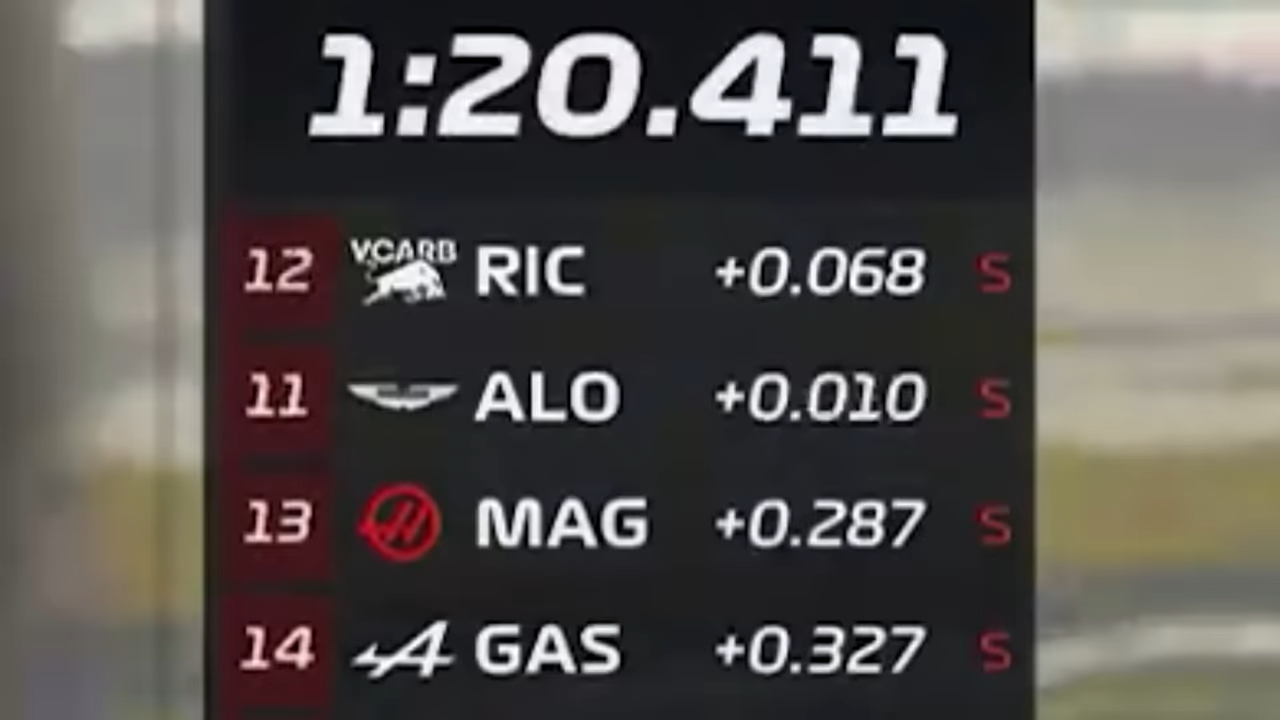 1:20.411
12 VCARB RIC +0.068 S
11 ALO +0.010 S
13 MAG +0.287 S
14 GAS +0.327 S